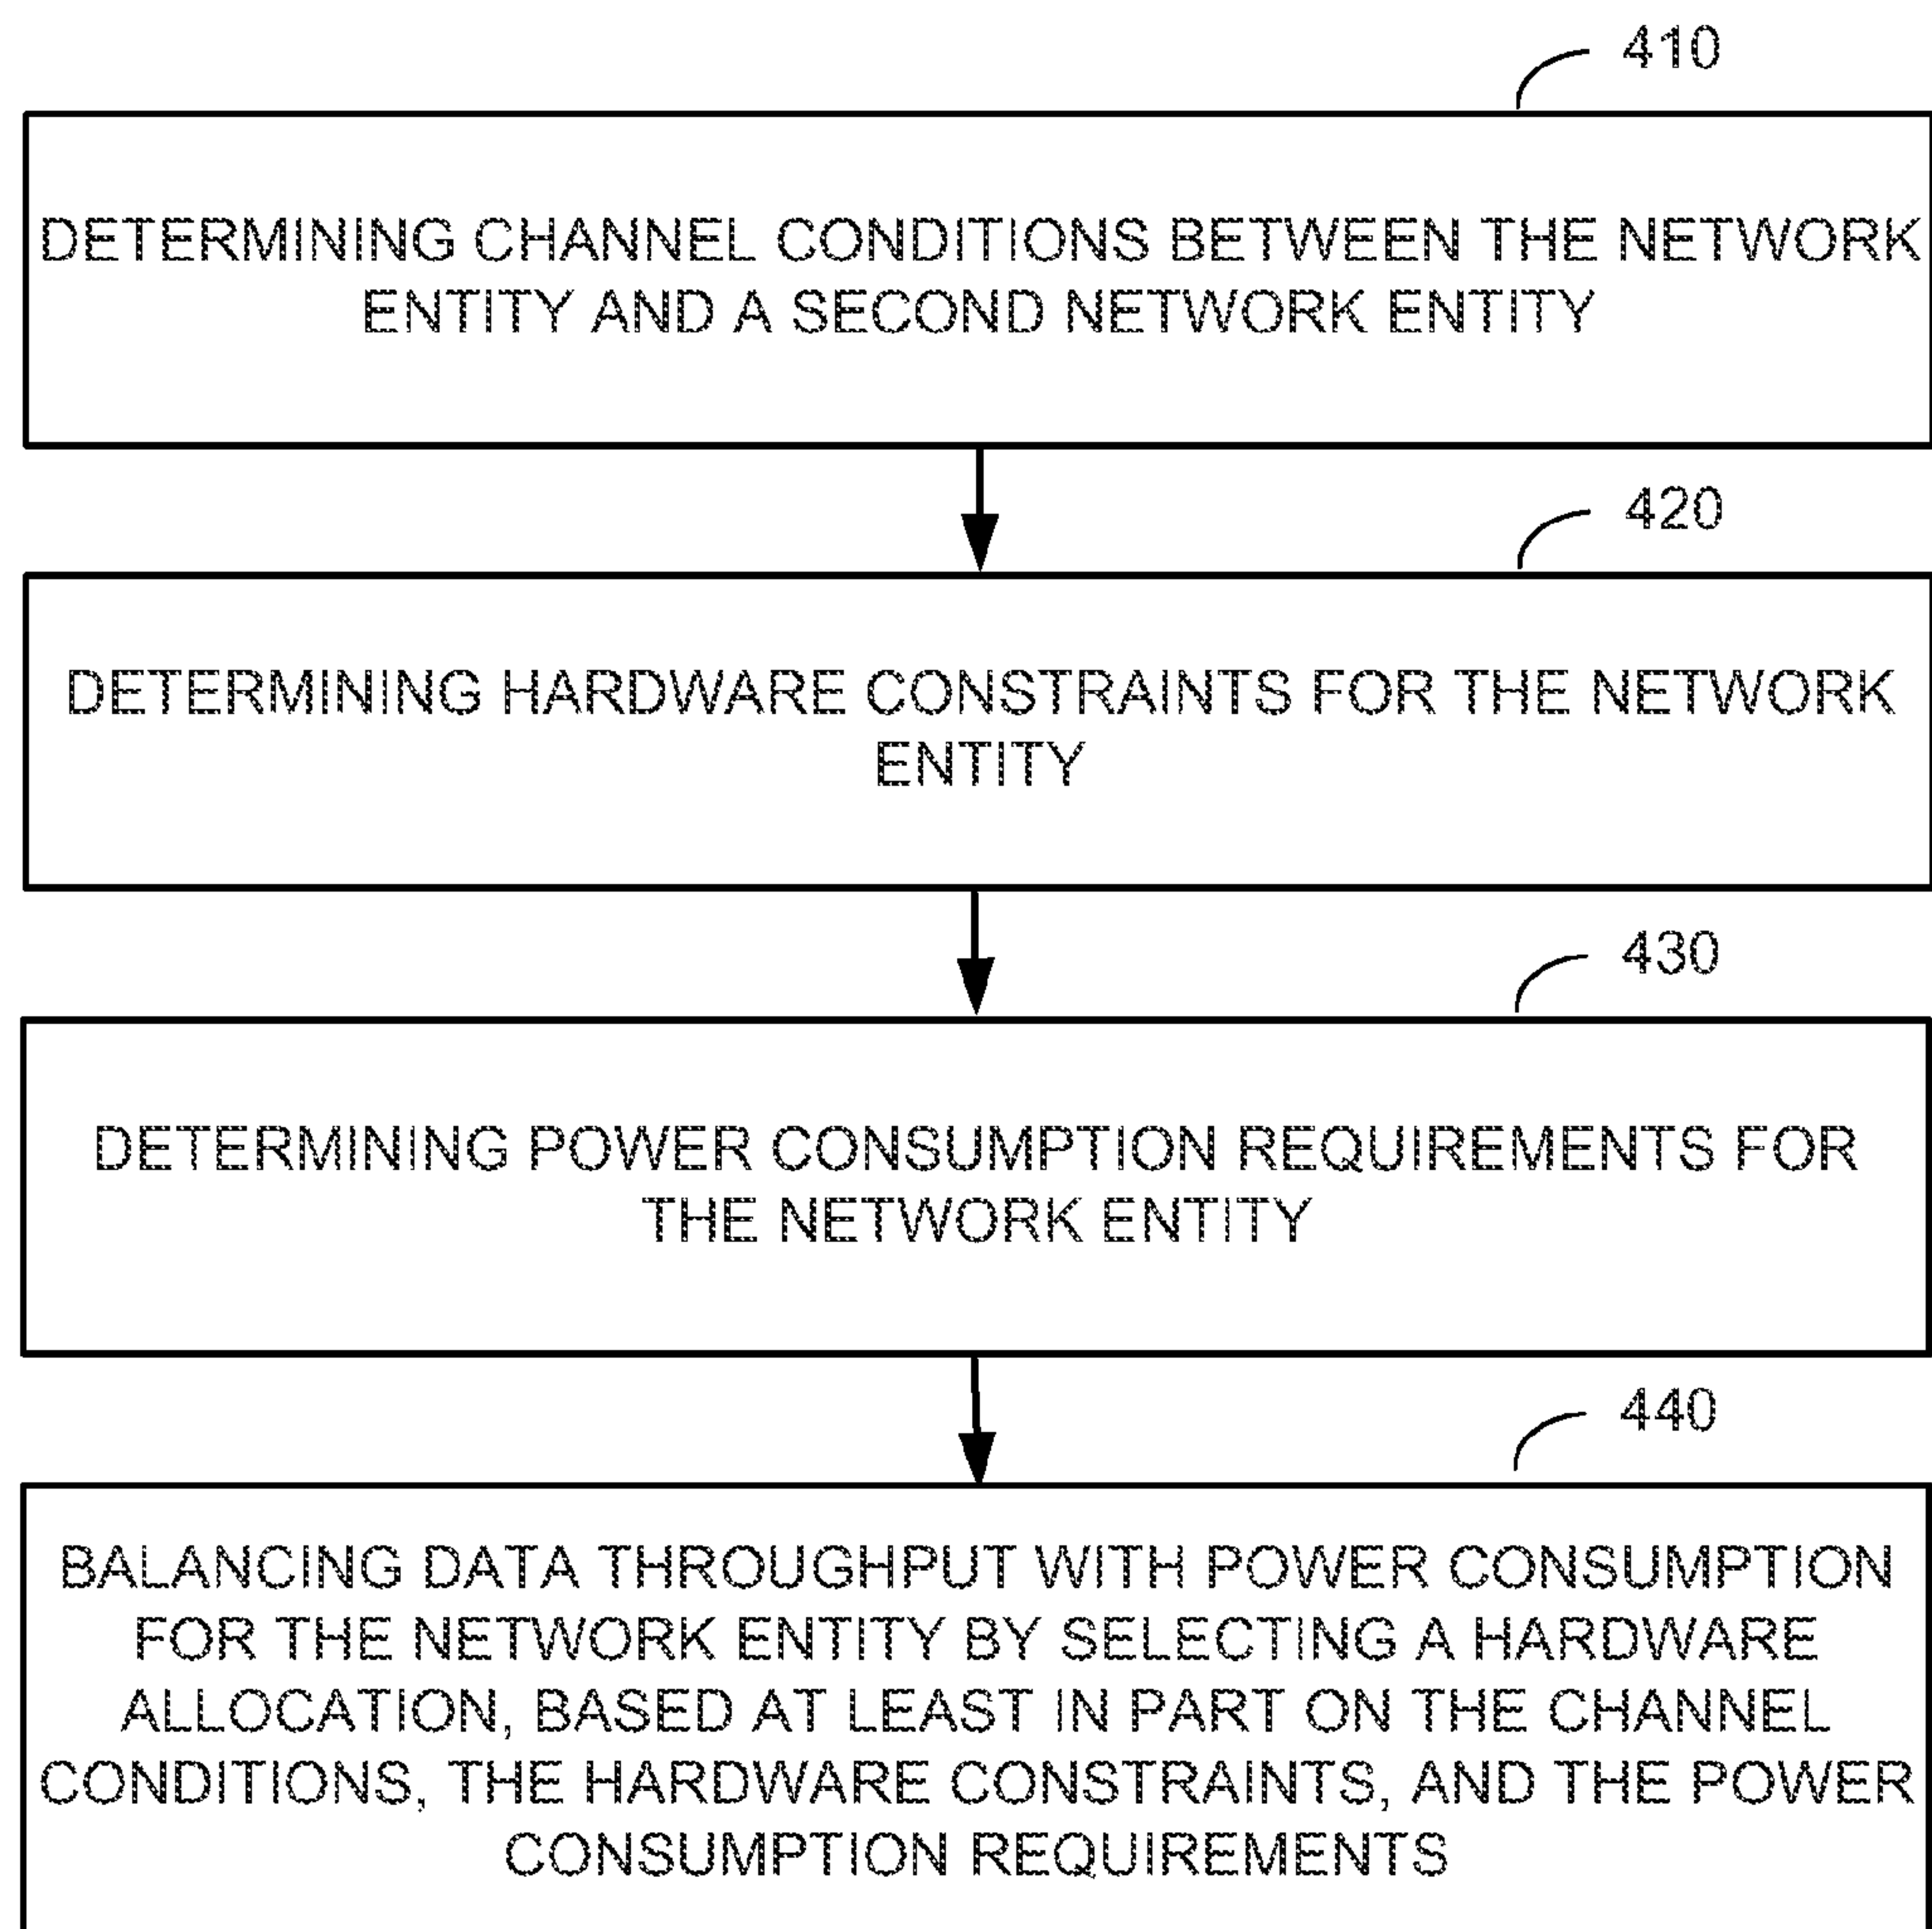 410
DETERMINING CHANNEL CONDITIONS BETWEEN THE NETWORK
ENTITY AND A SECOND NETWORK ENTITY
420
DETERMINING HARDWARE CONSTRAINTS FOR THE NETWORK
ENTITY
430
DETERMINING POWER CONSUMPTION REQUIREMENTS FOR
THE NETWORK ENTITY
440
BALANCING DATA THROUGHPUT WITH POWER CONSUMPTION
FOR THE NETWORK ENTITY BY SELECTING A HARDWARE
ALLOCATION, BASED AT LEAST IN PART ON THE CHANNEL
CONDITIONS, THE HARDWARE CONSTRAINTS, AND THE POWER
CONSUMPTION REQUIREMENTS